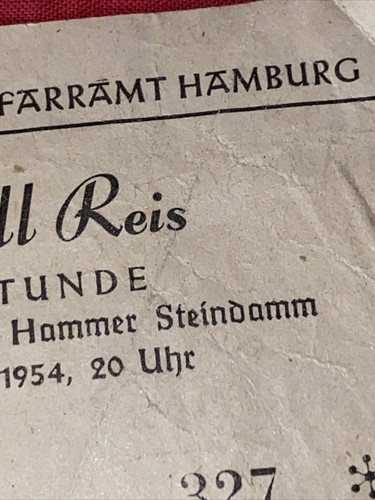 FARRAMT HAMBURG
ll Reis
TUNDE
Hammer Steindamm
1954, 20 Uhr
327